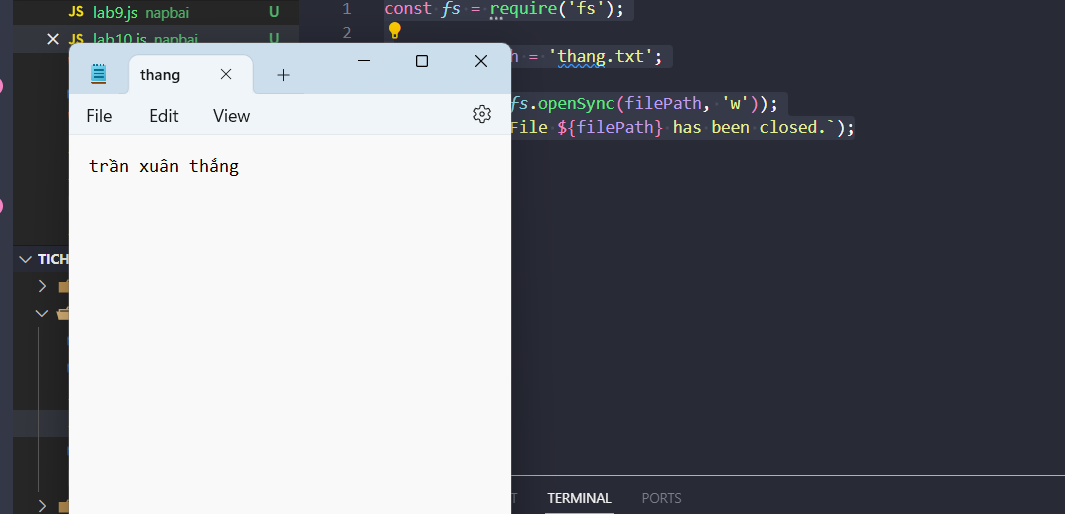 JS lab9.js napbai U
JS lab10.js napbai U
1 const fs = require('fs');
2
= 'thang.txt';
fs.openSync(filePath, 'w'));
File ${filePath} has been closed.`);
thang
File Edit View
trần xuân thắng
TICH
TERMINAL PORTS